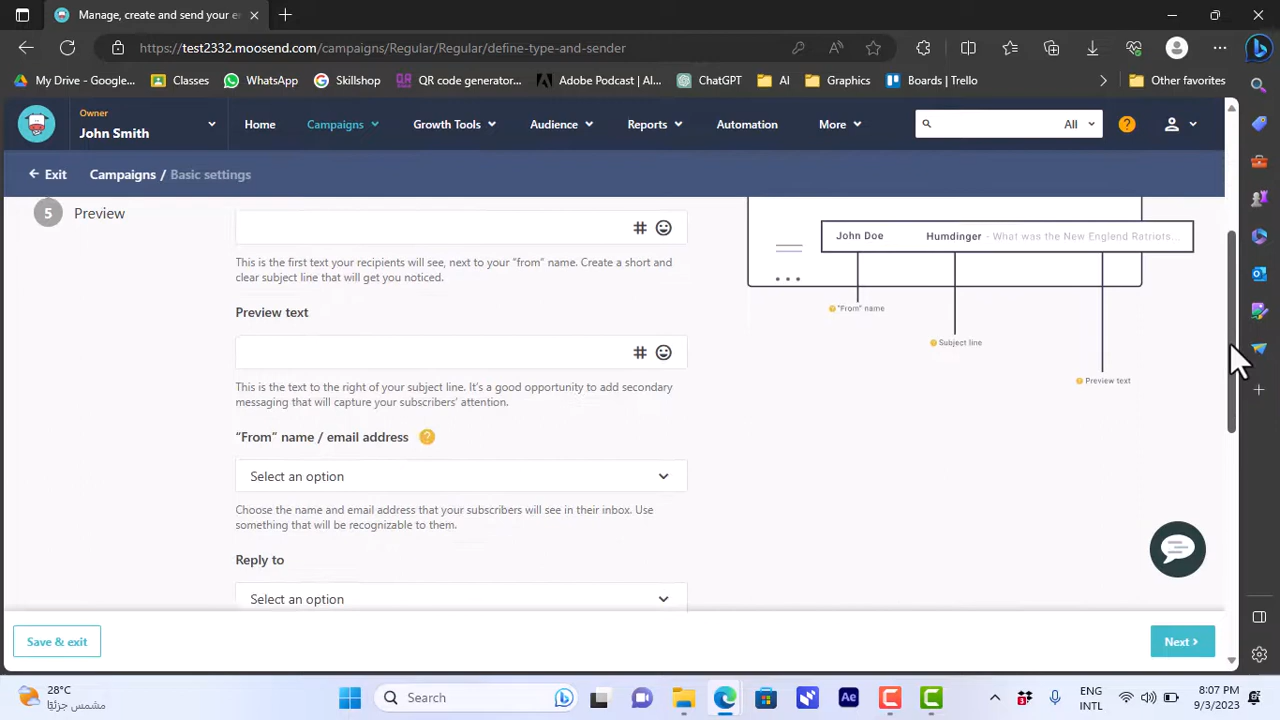 Manage, create and send your e
https://test2332.moosend.com/campaigns/Regular/Regular/define-type-and-sender
My Drive - Google... Classes WhatsApp Skillshop QR code generator... Adobe Podcast | AI... ChatGPT AI Graphics Boards | Trello Other favorites
Owner
John Smith
Home Campaigns Growth Tools Audience Reports Automation More All ?
Exit Campaigns / Basic settings
5 Preview
This is the first text your recipients will see, next to your “from” name. Create a short and
clear subject line that will get you noticed.
Preview text
This is the text to the right of your subject line. It’s a good opportunity to add secondary
messaging that will capture your subscribers’ attention.
“From” name / email address ?
Select an option
Choose the name and email address that your subscribers will see in their inbox. Use
something that will be recognizable to them.
Reply to
Select an option
John Doe Humdinger - What was the New Englend Ratriots...
"From" name
Subject line
Preview text
Save & exit Next
28°C
مشمس جزئيًا
Search
Ae
ENG
INTL
8:07 PM
9/3/2023